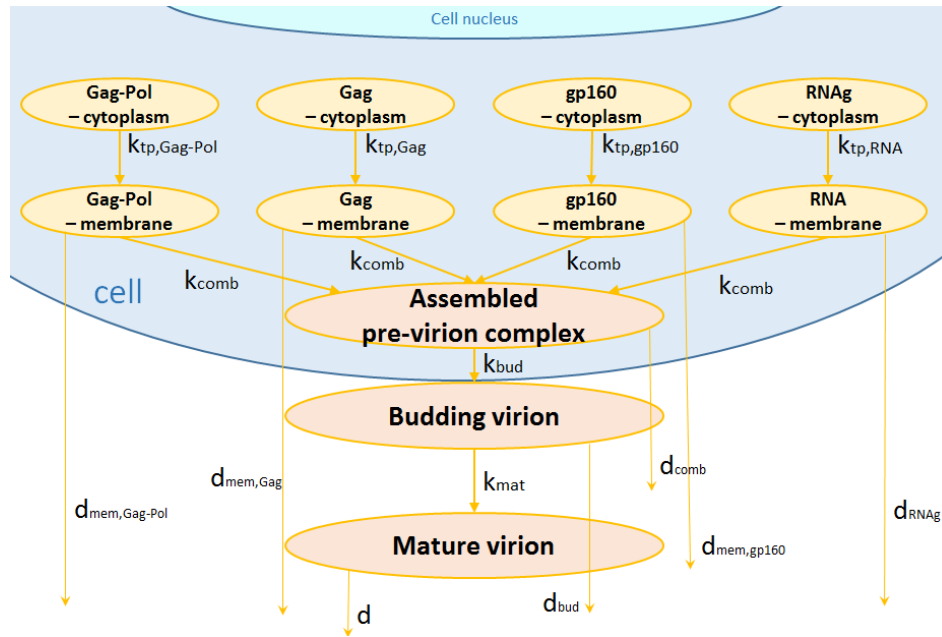 Cell nucleus
Gag-Pol
– cytoplasm
Gag
– cytoplasm
gp160
– cytoplasm
RNAg
– cytoplasm
ktp,Gag-Pol
ktp,Gag
ktp,gp160
ktp,RNA
Gag-Pol
– membrane
Gag
– membrane
gp160
– membrane
RNA
– membrane
kcomb
kcomb
kcomb
kcomb
cell
Assembled
pre-virion complex
kbud
Budding virion
dcomb
dmem,Gag
kmat
dmem,Gag-Pol
dRNAg
Mature virion
dmem,gp160
d
dbud